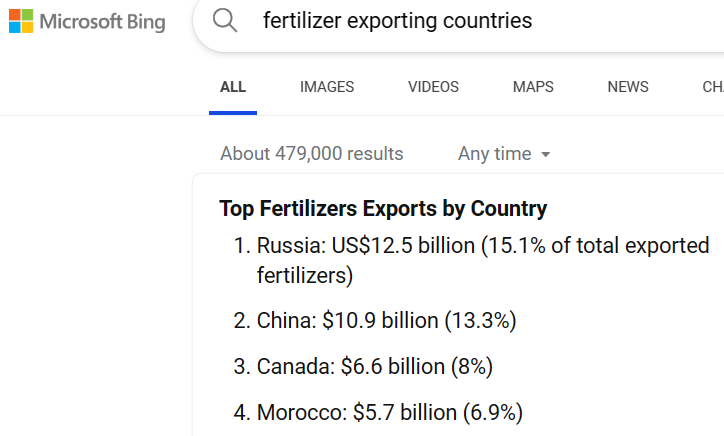 Microsoft Bing
fertilizer exporting countries
ALL IMAGES VIDEOS MAPS NEWS CH
About 479,000 results Any time
Top Fertilizers Exports by Country
1. Russia: US$12.5 billion (15.1% of total exported
fertilizers)
2. China: $10.9 billion (13.3%)
3. Canada: $6.6 billion (8%)
4. Morocco: $5.7 billion (6.9%)